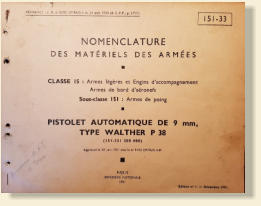 151-33
NOMENCLATURE
DES MATÉRIELS DES ARMÉES
CLASSE 15 : Armes légères et Engins d'accompagnement
Armes de bord d'aéronefs
Sous-classe 151 : Armes de poing
PISTOLET AUTOMATIQUE DE 9 mm,
TYPE WALTHER P 38
PARIS
IMPRIMERIE NATIONALE